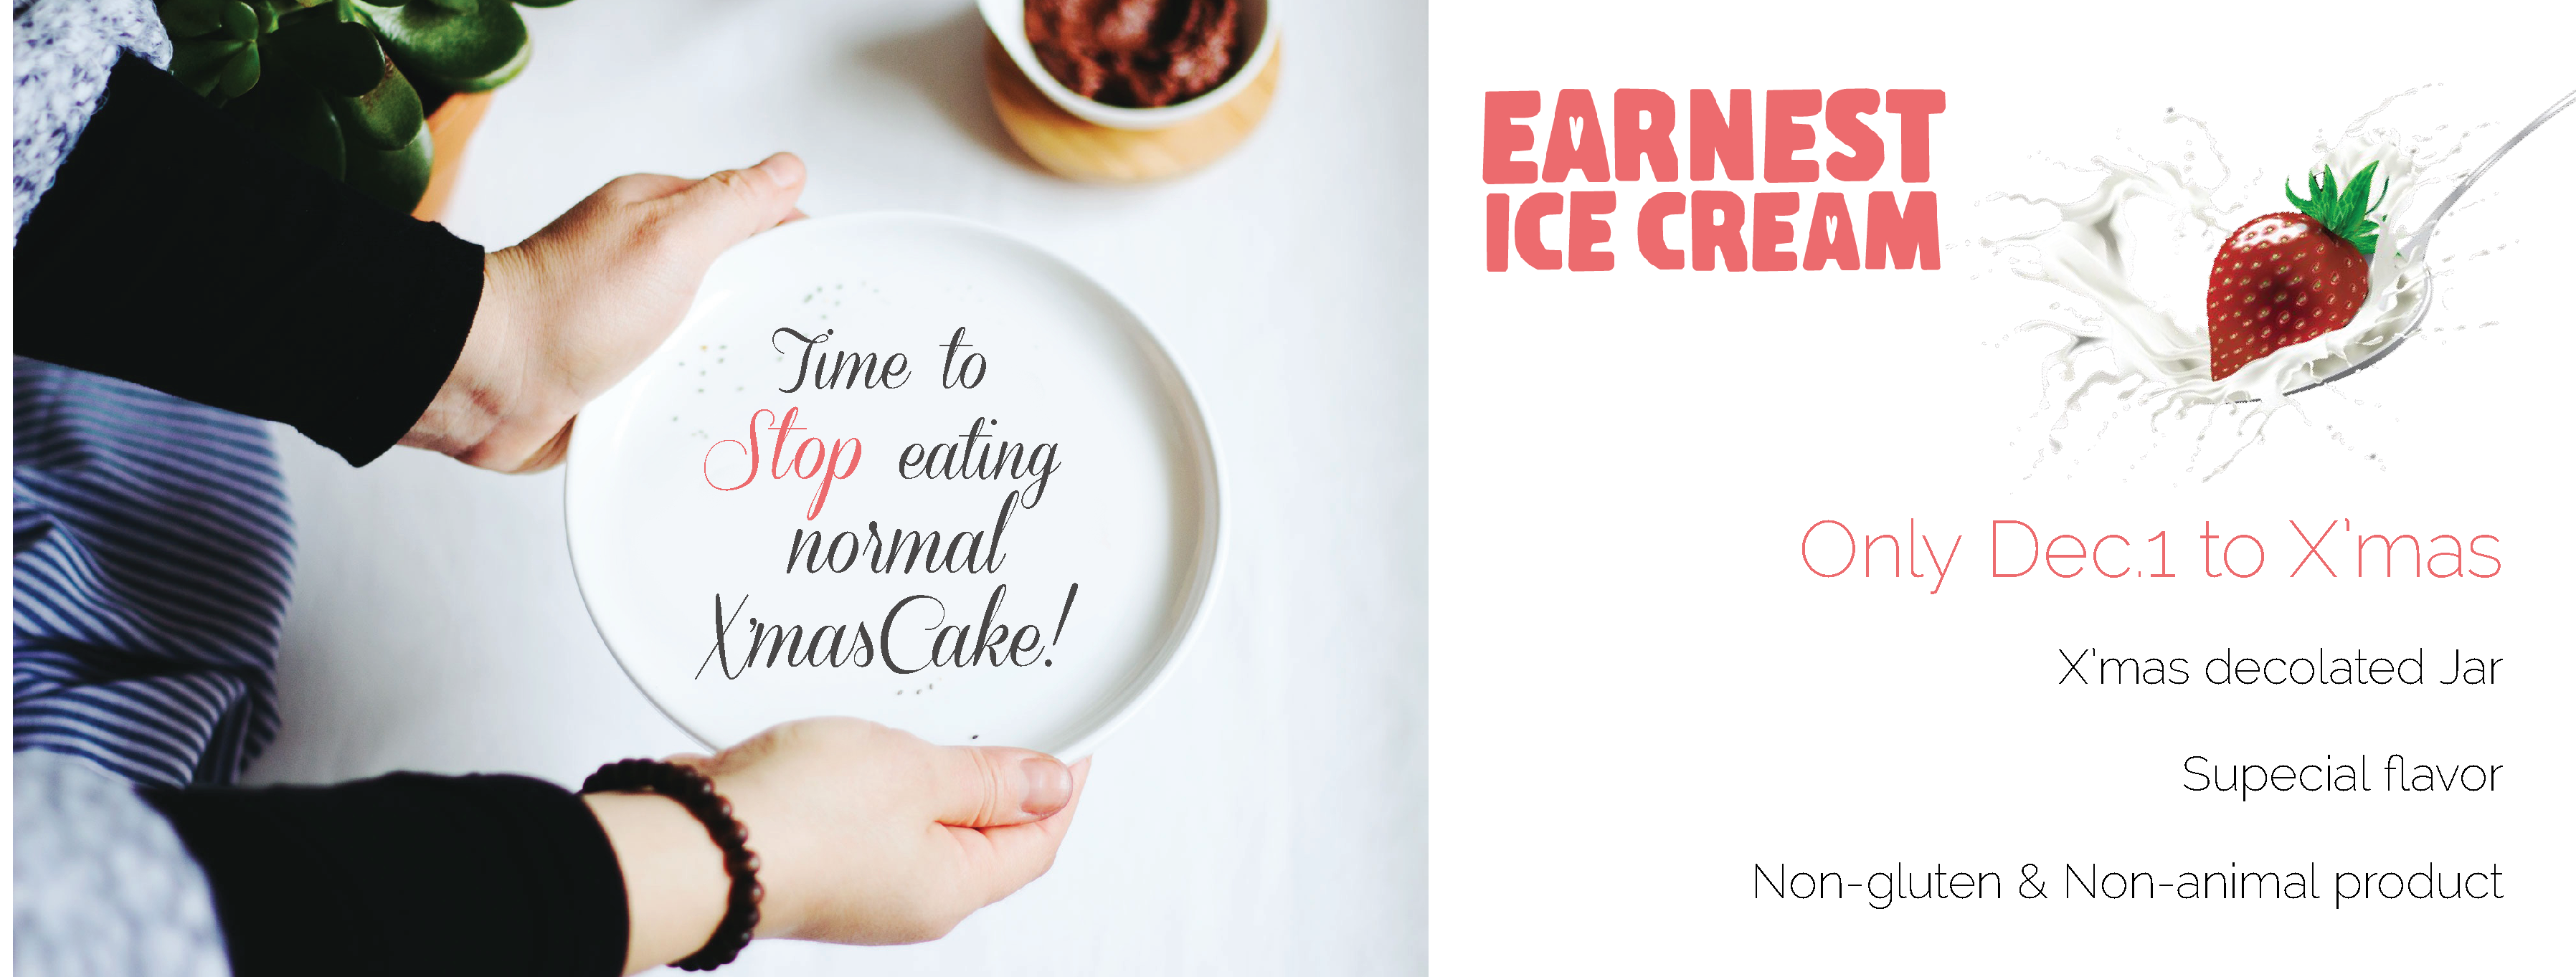 Time to
Stop eating
normal
X'masCake!
EARNEST
ICE CREAM
Only Dec.1 to X'mas
X'mas decolated Jar
Supecial flavor
Non-gluten & Non-animal product